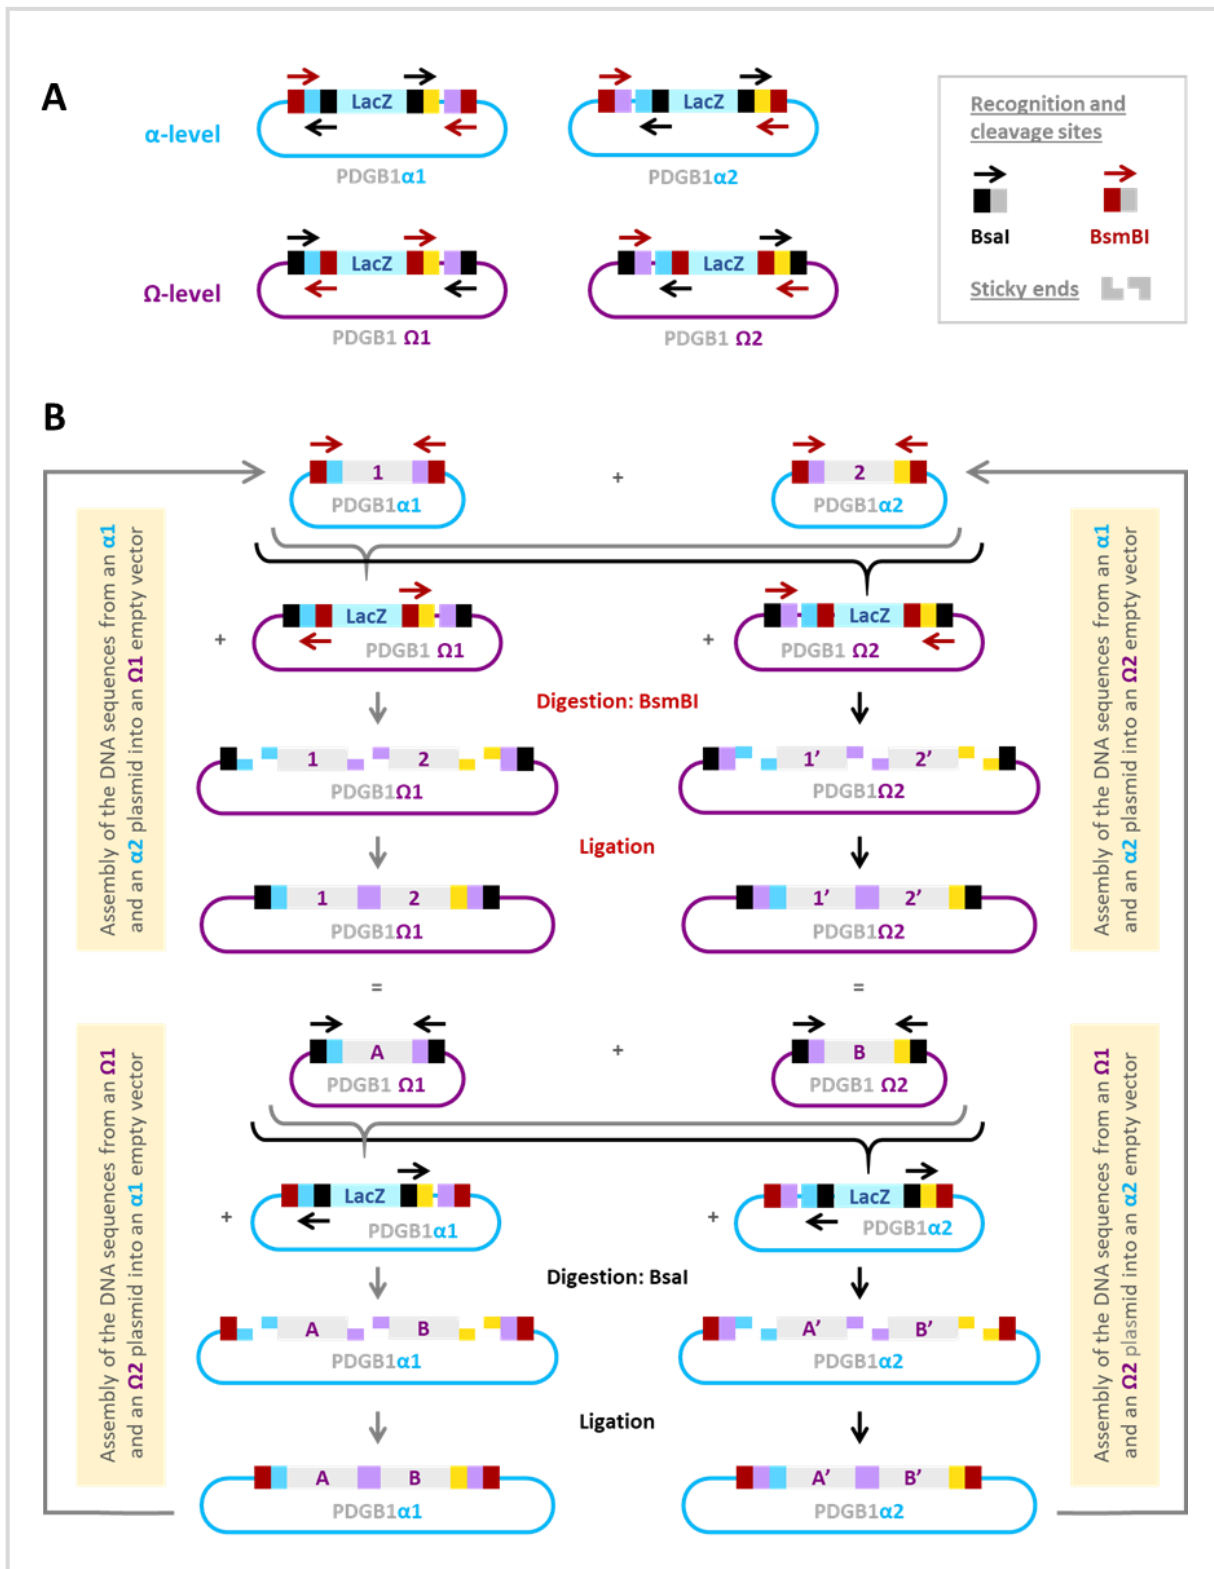 A
α-level
LacZ
PDGB1α1
LacZ
PDGB1α2
Ω-level
LacZ
PDGB1 Ω1
LacZ
PDGB1 Ω2
Recognition and
cleavage sites
BsaI
BsmBI
Sticky ends
B
1
PDGB1α1
+
2
PDGB1α2
Assembly of the DNA sequences from an α1
and an α2 plasmid into an Ω1 empty vector
Assembly of the DNA sequences from an α1
and an α2 plasmid into an Ω2 empty vector
+
LacZ
PDGB1 Ω1
+
LacZ
PDGB1 Ω2
Digestion: BsmBI
1
2
PDGB1Ω1
1’
2’
PDGB1Ω2
Ligation
1
2
PDGB1Ω1
1’
2’
PDGB1Ω2
=
=
A
PDGB1 Ω1
+
B
PDGB1 Ω2
Assembly of the DNA sequences from an Ω1
and an Ω2 plasmid into an α1 empty vector
Assembly of the DNA sequences from an Ω1
and an Ω2 plasmid into an α2 empty vector
+
LacZ
PDGB1α1
+
LacZ
PDGB1α2
Digestion: BsaI
A
B
PDGB1α1
A’
B’
PDGB1α2
Ligation
A
B
PDGB1α1
A’
B’
PDGB1α2